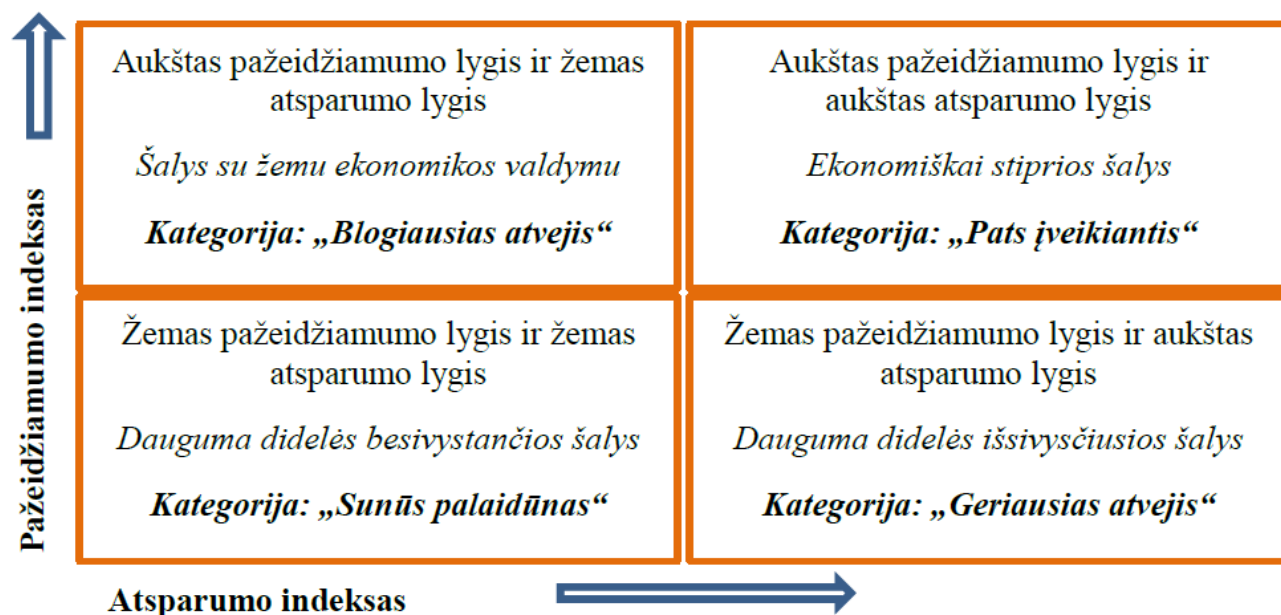 Pažeidžiamumo indeksas
Aukštas pažeidžiamumo lygis ir žemas
atsparumo lygis
Šalys su žemu ekonomikos valdymu
Kategorija: „Blogiausias atvejis“
Aukštas pažeidžiamumo lygis ir
aukštas atsparumo lygis
Ekonomiškai stiprios šalys
Kategorija: „Pats įveikiantis“
Žemas pažeidžiamumo lygis ir žemas
atsparumo lygis
Dauguma didelės besivystančios šalys
Kategorija: „Sunūs palaidūnas“
Žemas pažeidžiamumo lygis ir aukštas
atsparumo lygis
Dauguma didelės išsivysčiusios šalys
Kategorija: „Geriausias atvejis“
Atsparumo indeksas